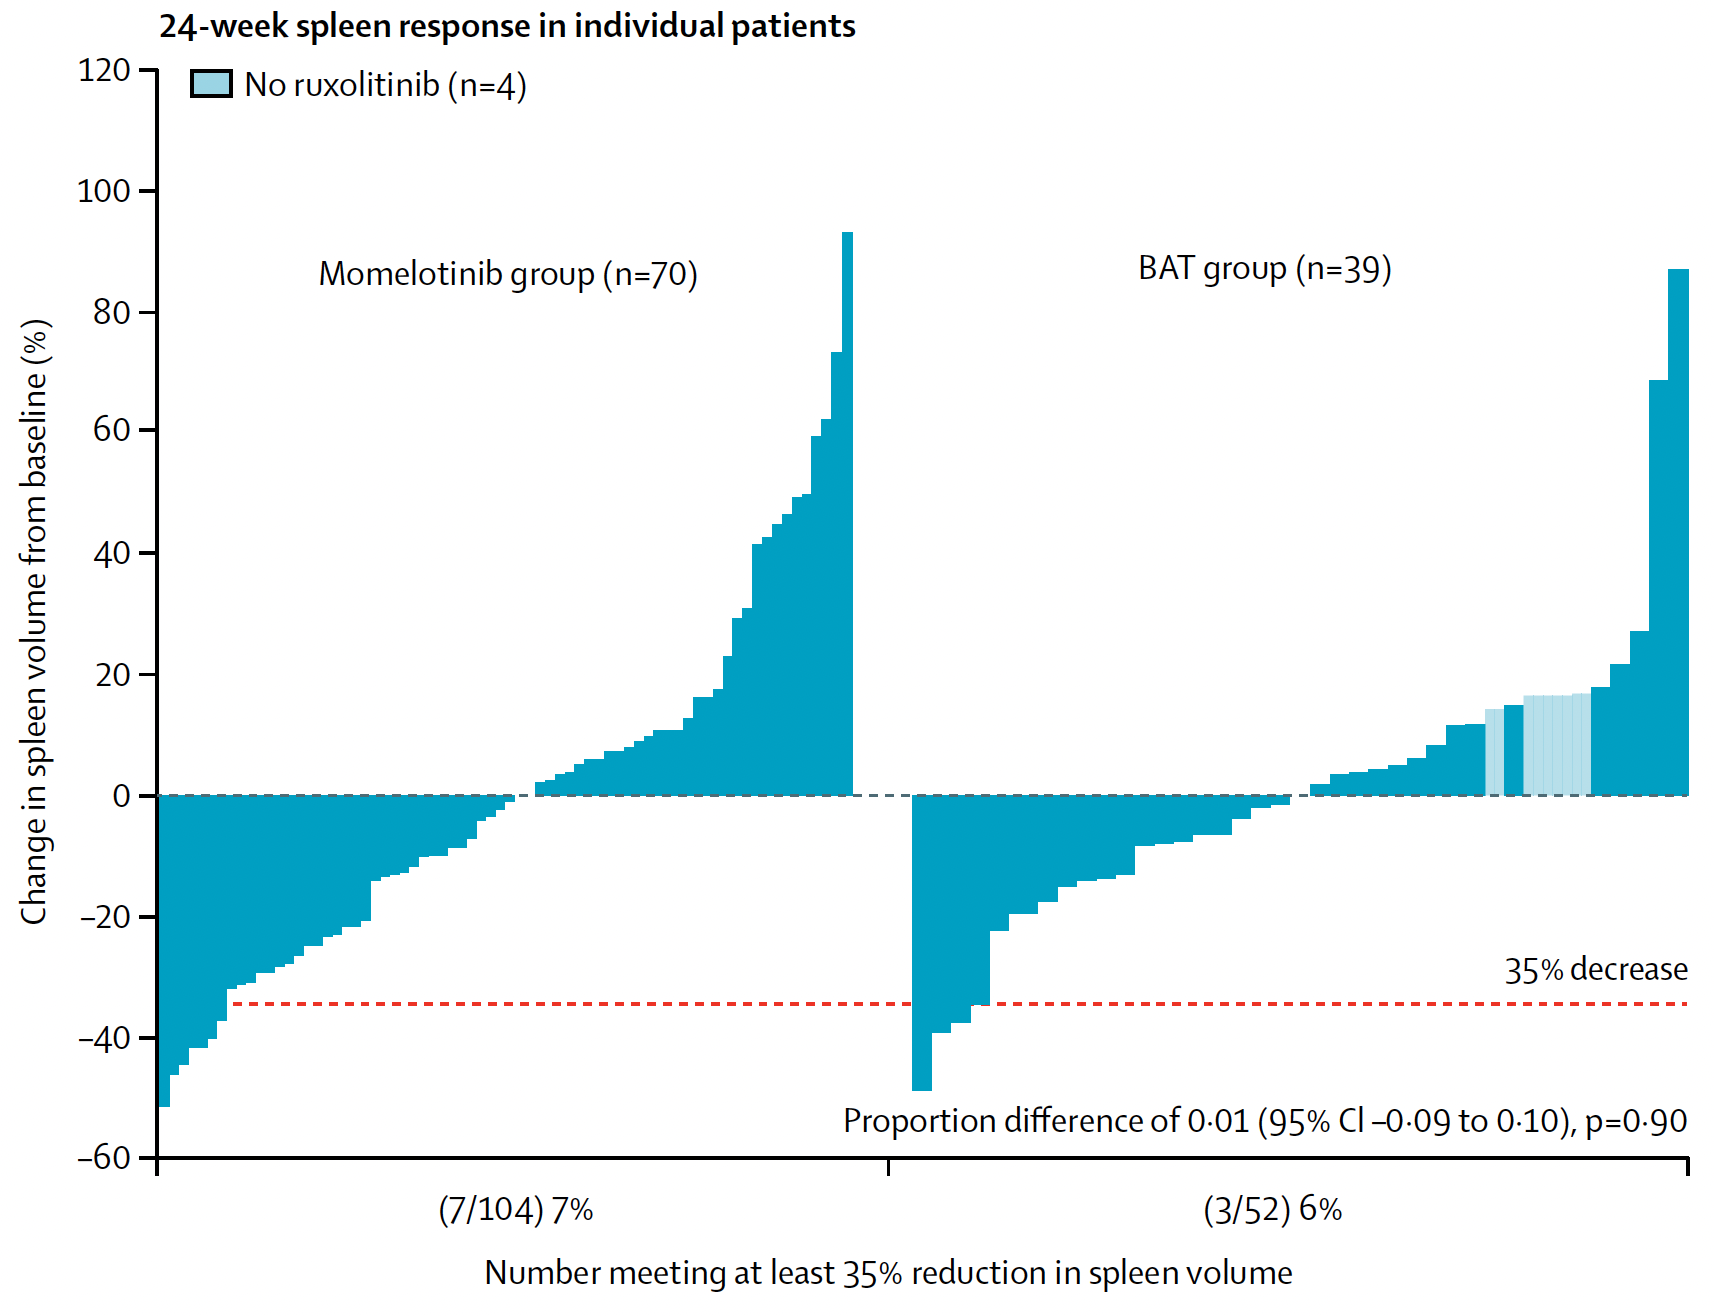 24-week spleen response in individual patients
No ruxolitinib (n=4)
Momelotinib group (n=70)
BAT group (n=39)
Change in spleen volume from baseline (%)
120
100
80
60
40
20
0
–20
–40
–60
35% decrease
Proportion difference of 0·01 (95% CI –0·09 to 0·10), p=0·90
(7/104) 7%
(3/52) 6%
Number meeting at least 35% reduction in spleen volume